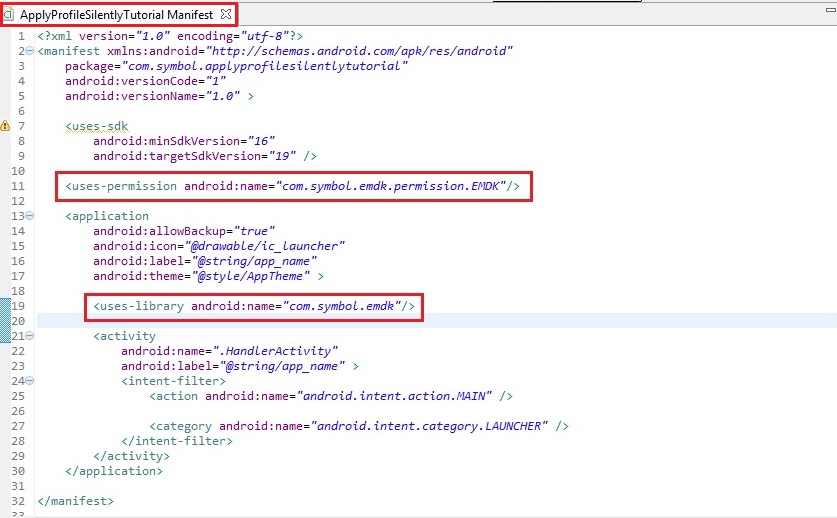 ApplyProfileSilentlyTutorial Manifest
1 <?xml version="1.0" encoding="utf-8"?>
2 <manifest xmlns:android="http://schemas.android.com/apk/res/android"
3 package="com.symbol.applyprofilesilentlytutorial"
4 android:versionCode="1"
5 android:versionName="1.0" >
6
7 <uses-sdk
8 android:minSdkVersion="16"
9 android:targetSdkVersion="19" />
10
11 <uses-permission android:name="com.symbol.emdk.permission.EMDK"/>
12
13 <application
14 android:allowBackup="true"
15 android:icon="@drawable/ic_launcher"
16 android:label="@string/app_name"
17 android:theme="@style/AppTheme" >
18
19 <uses-library android:name="com.symbol.emdk"/>
20
21 <activity
22 android:name=".HandlerActivity"
23 android:label="@string/app_name" >
24 <intent-filter>
25 <action android:name="android.intent.action.MAIN" />
26
27 <category android:name="android.intent.category.LAUNCHER" />
28 </intent-filter>
29 </activity>
30 </application>
31
32 </manifest>
33